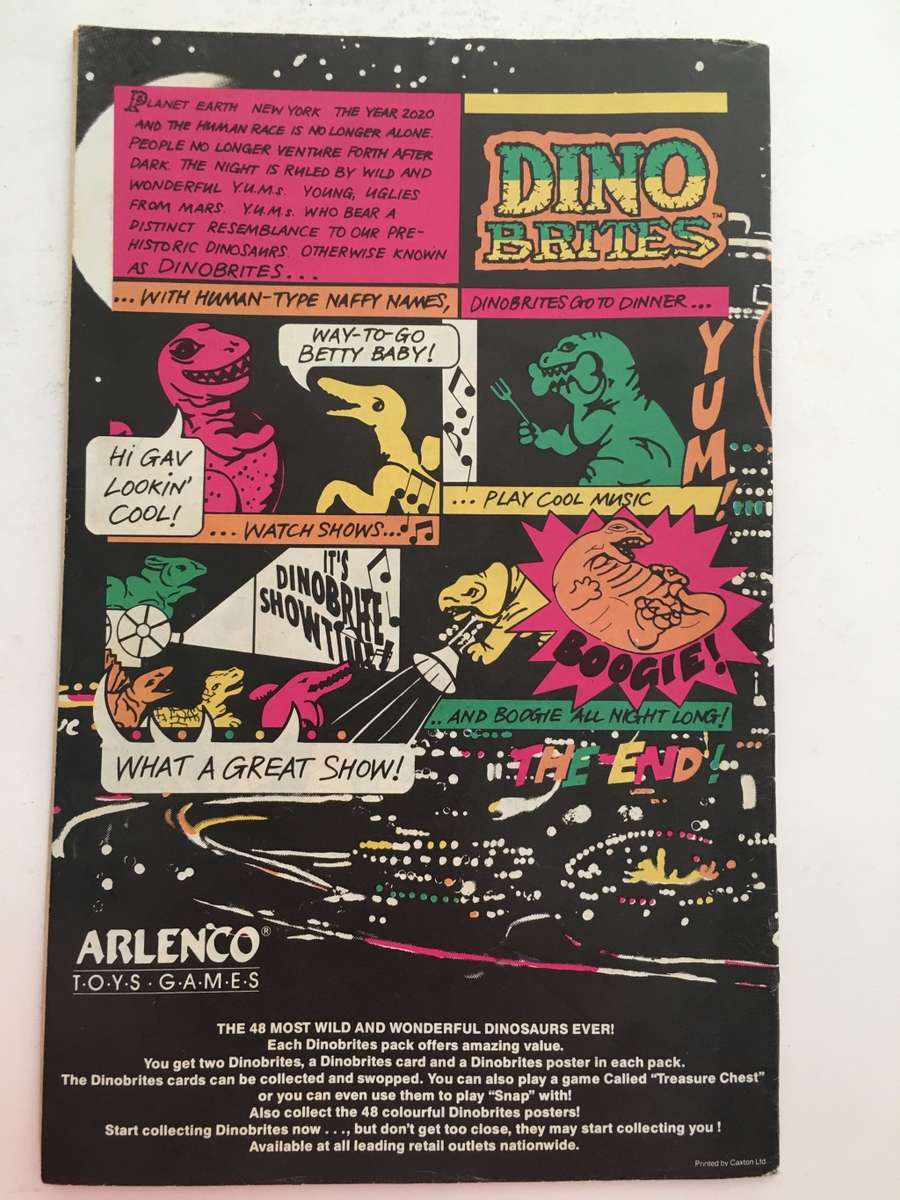 PLANET EARTH NEW YORK THE YEAR 2020
AND THE HUMAN RACE IS NO LONGER ALONE.
PEOPLE NO LONGER VENTURE FORTH AFTER
DARK. THE NIGHT IS RULED BY WILD AND
WONDERFUL Y.U.M.s. YOUNG, UGLIES
FROM MARS. Y.U.M.s. WHO BEAR A
DISTINCT RESEMBLANCE TO OUR PRE-
HISTORIC DINOSAURS. OTHERWISE KNOWN
AS DINOBRITES...
DINO
BRITES™
... WITH HUMAN-TYPE NAFFY NAMES,
DINOBRITES GO TO DINNER...
WAY-TO-GO
BETTY BABY!
HI GAV
LOOKIN'
COOL!
YUM!
... WATCH SHOWS...
... PLAY COOL MUSIC
IT'S
DINOBRITE
SHOWTIME
BOOGIE!
WHAT A GREAT SHOW!
.. AND BOOGIE ALL NIGHT LONG!
THE END!
ARLENCO®
T·O·Y·S · G·A·M·E·S
THE 48 MOST WILD AND WONDERFUL DINOSAURS EVER!
Each Dinobrites pack offers amazing value.
You get two Dinobrites, a Dinobrites card and a Dinobrites poster in each pack.
The Dinobrites cards can be collected and swopped. You can also play a game Called "Treasure Chest"
or you can even use them to play "Snap" with!
Also collect the 48 colourful Dinobrites posters!
Start collecting Dinobrites now . . ., but don't get too close, they may start collecting you !
Available at all leading retail outlets nationwide.
Printed by Caxton Ltd